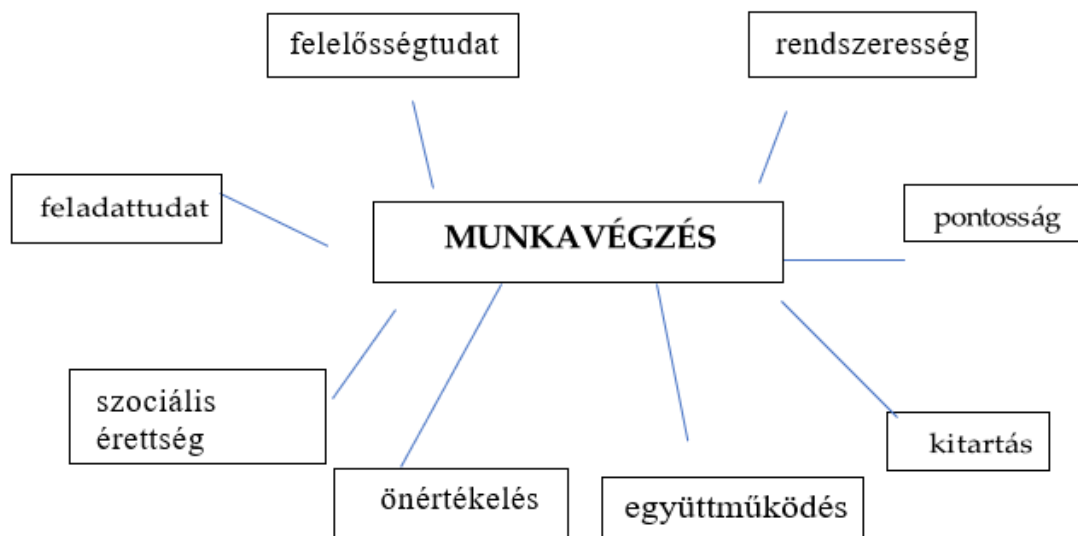 felelősségtudat
rendszeresség
feladattudat
MUNKAVÉGZÉS
pontosság
szociális
érettség
önértékelés
együttműködés
kitartás